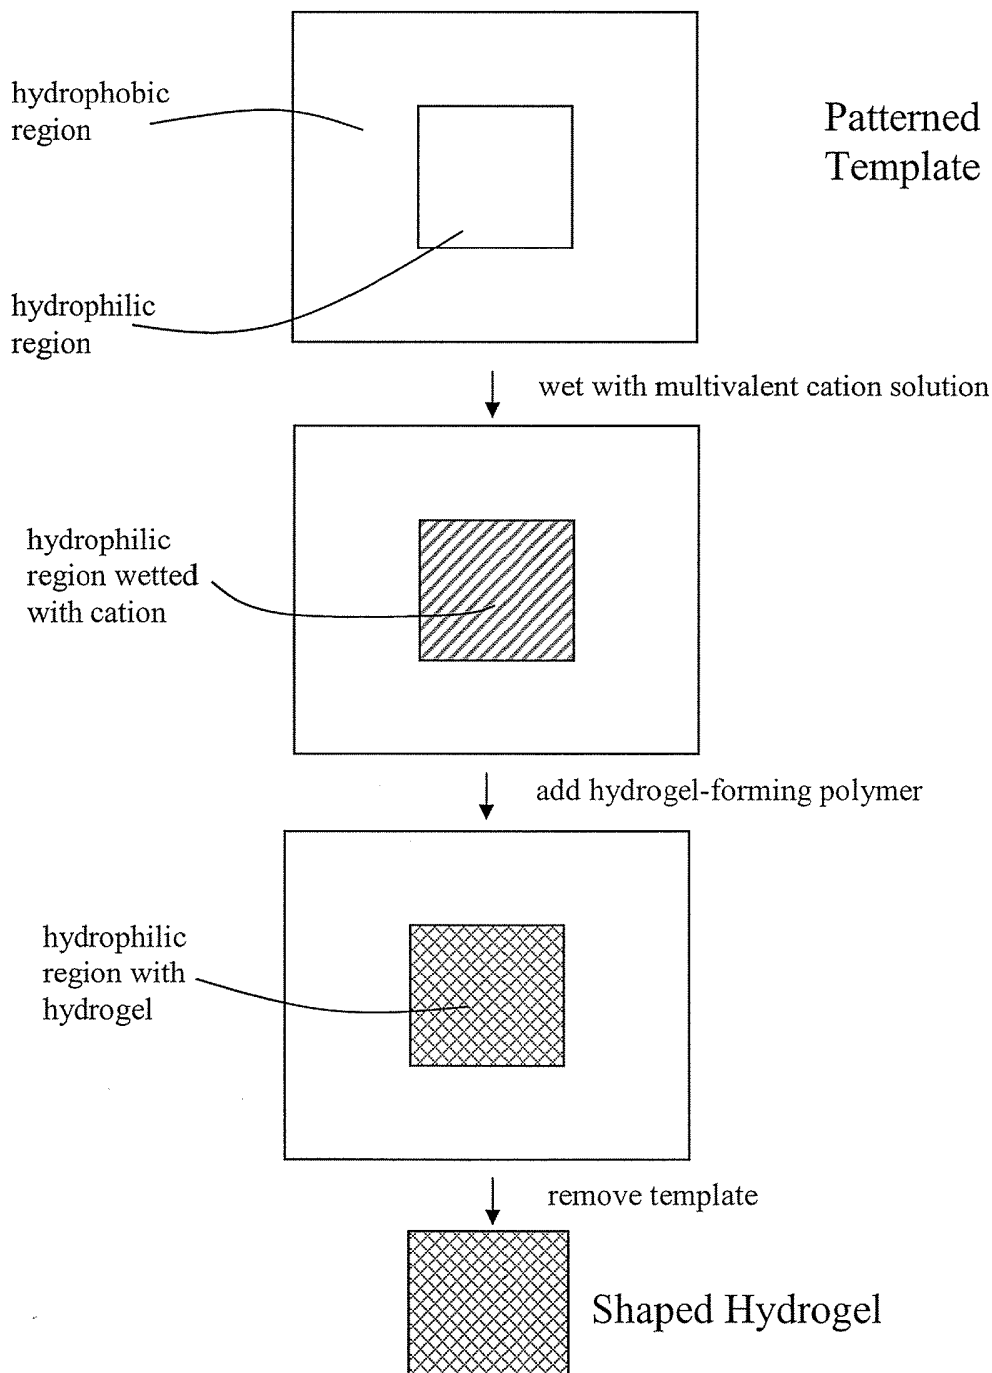 hydrophobic
region
Patterned
Template
hydrophilic
region
wet with multivalent cation solution
hydrophilic
region wetted
with cation
add hydrogel-forming polymer
hydrophilic
region with
hydrogel
remove template
Shaped Hydrogel